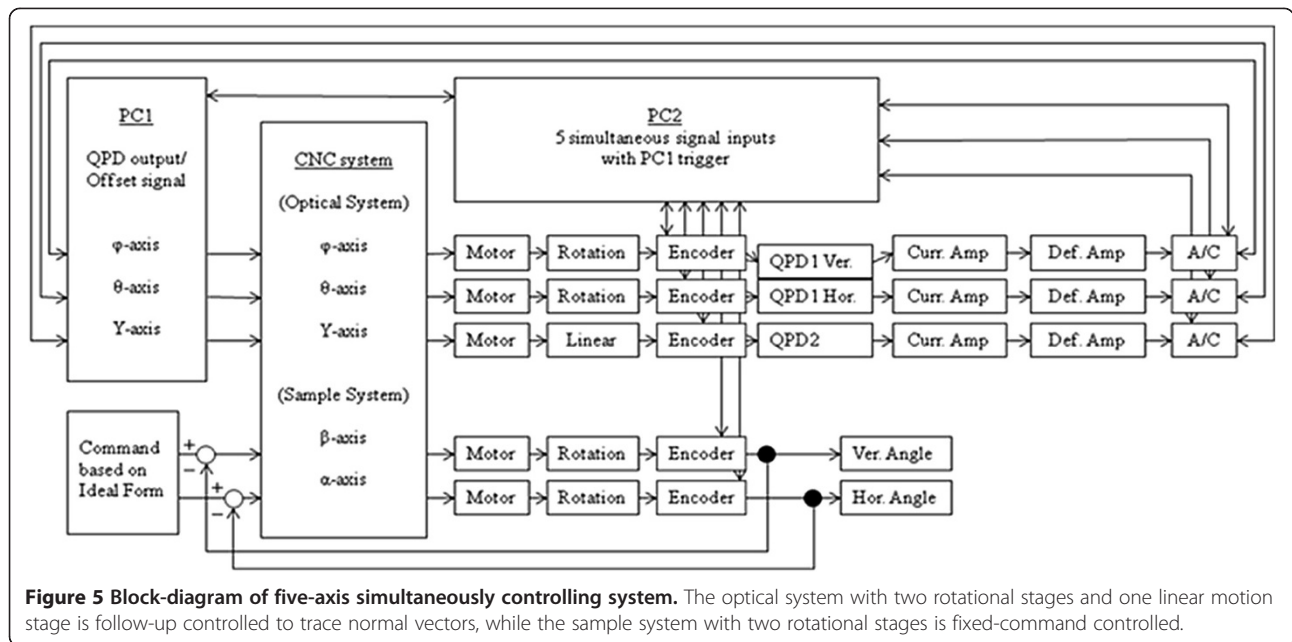 PC1
QPD output/
Offset signal
φ-axis
θ-axis
Y-axis
CNC system
(Optical System)
φ-axis
θ-axis
Y-axis
(Sample System)
β-axis
α-axis
PC2
5 simultaneous signal inputs
with PC1 trigger
Motor
Rotation
Encoder
QPD1 Ver.
Curr. Amp
Def. Amp
A/C
Motor
Rotation
Encoder
QPD1 Hor.
Curr. Amp
Def. Amp
A/C
Motor
Linear
Encoder
QPD2
Curr. Amp
Def. Amp
A/C
Command
based on
Ideal Form
+
−
+
−
Motor
Rotation
Encoder
Ver. Angle
Motor
Rotation
Encoder
Hor. Angle
Figure 5 Block-diagram of five-axis simultaneously controlling system. The optical system with two rotational stages and one linear motion
stage is follow-up controlled to trace normal vectors, while the sample system with two rotational stages is fixed-command controlled.